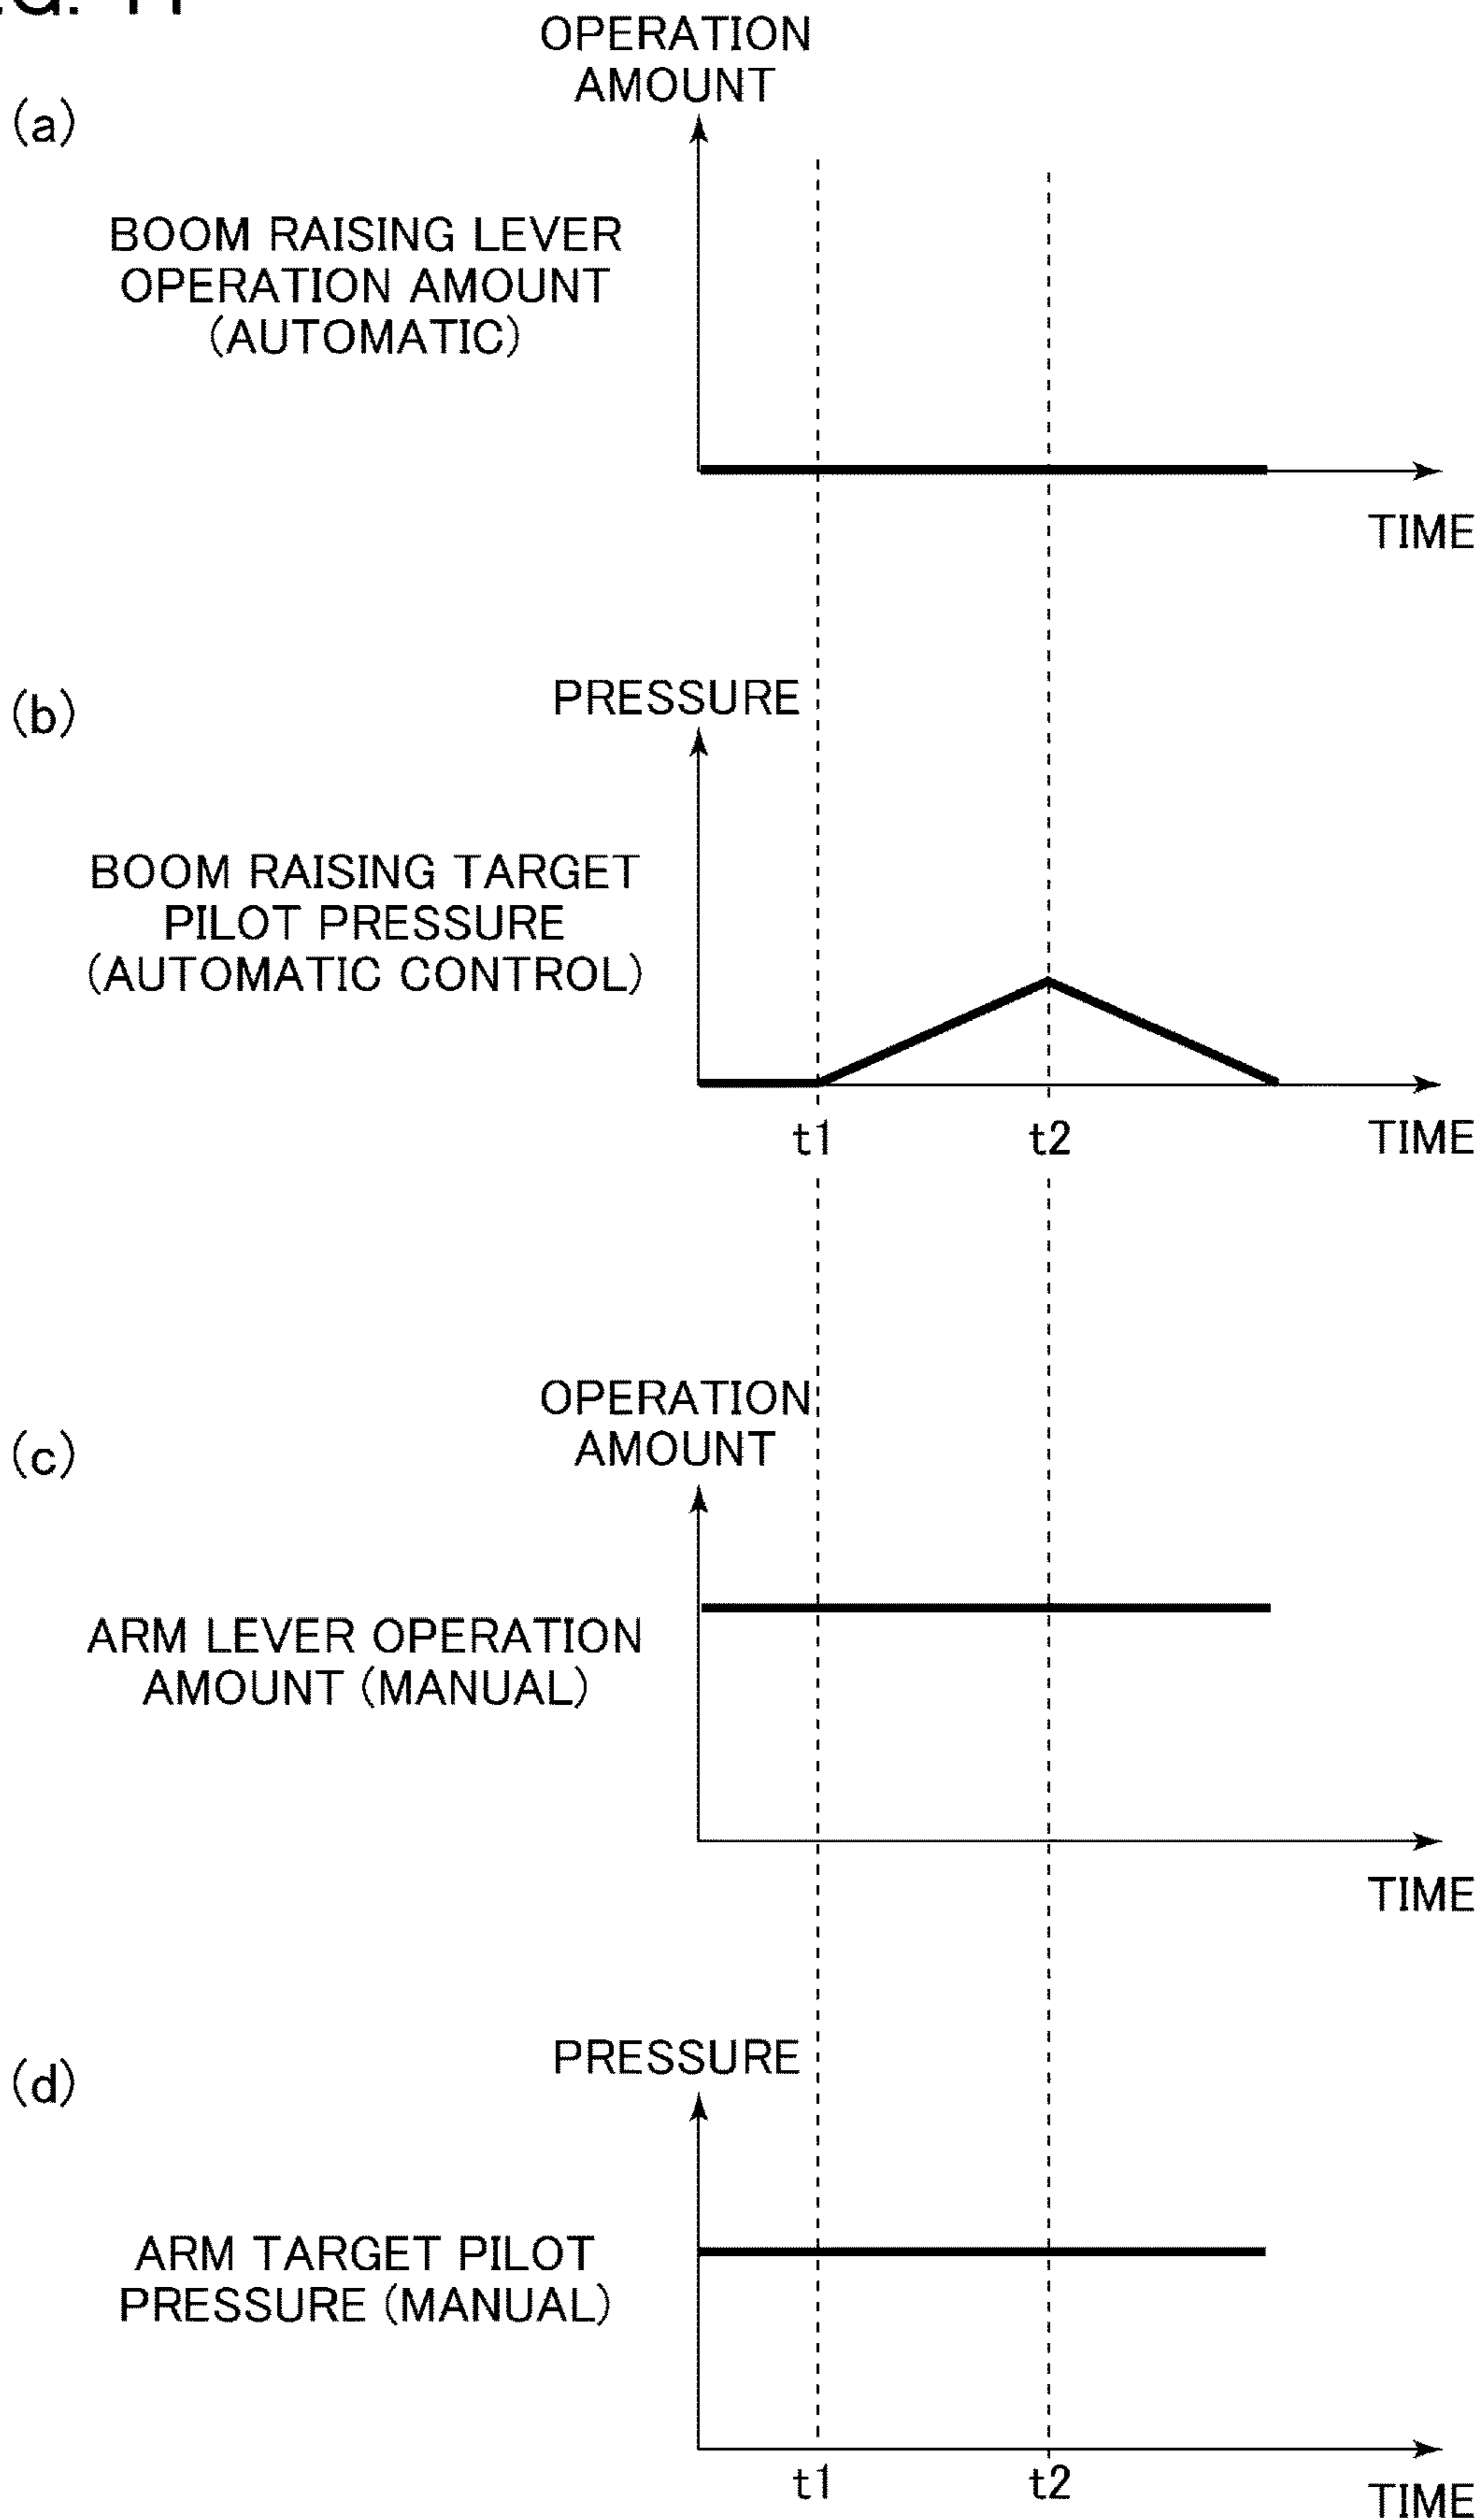 (a)
OPERATION
AMOUNT
BOOM RAISING LEVER
OPERATION AMOUNT
(AUTOMATIC)
TIME
(b)
PRESSURE
BOOM RAISING TARGET
PILOT PRESSURE
(AUTOMATIC CONTROL)
t1
t2
TIME
(c)
OPERATION
AMOUNT
ARM LEVER OPERATION
AMOUNT (MANUAL)
TIME
(d)
PRESSURE
ARM TARGET PILOT
PRESSURE (MANUAL)
t1
t2
TIME